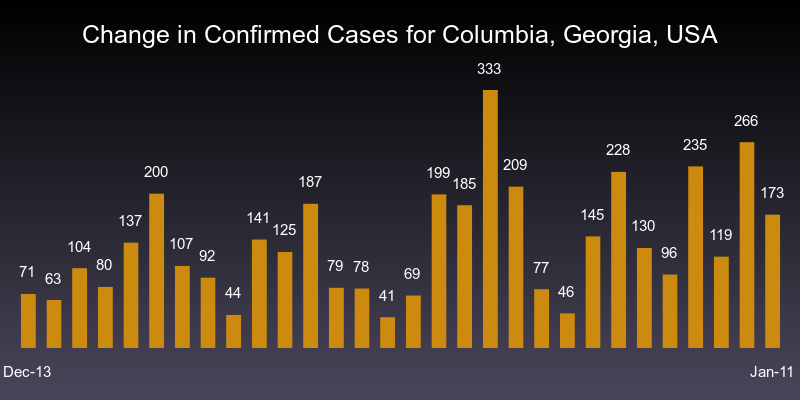 Change in Confirmed Cases for Columbia, Georgia, USA
71 63 104 80 137 200 107 92 44 141 125 187 79 78 41 69 199 185 333 209 77 46 145 228 130 96 235 119 266 173
Dec-13 Jan-11